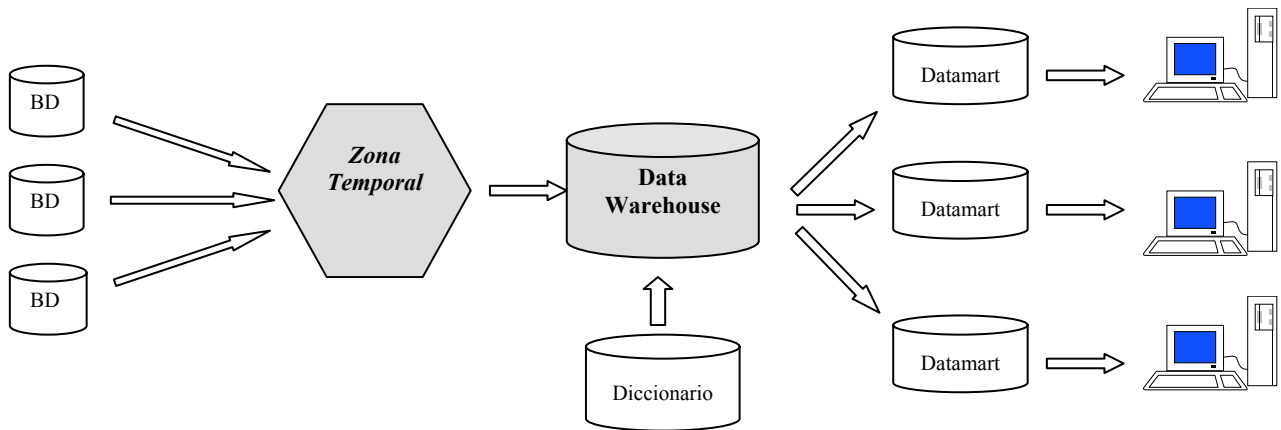 BD
BD
BD
Zona
Temporal
Data
Warehouse
Diccionario
Datamart
Datamart
Datamart